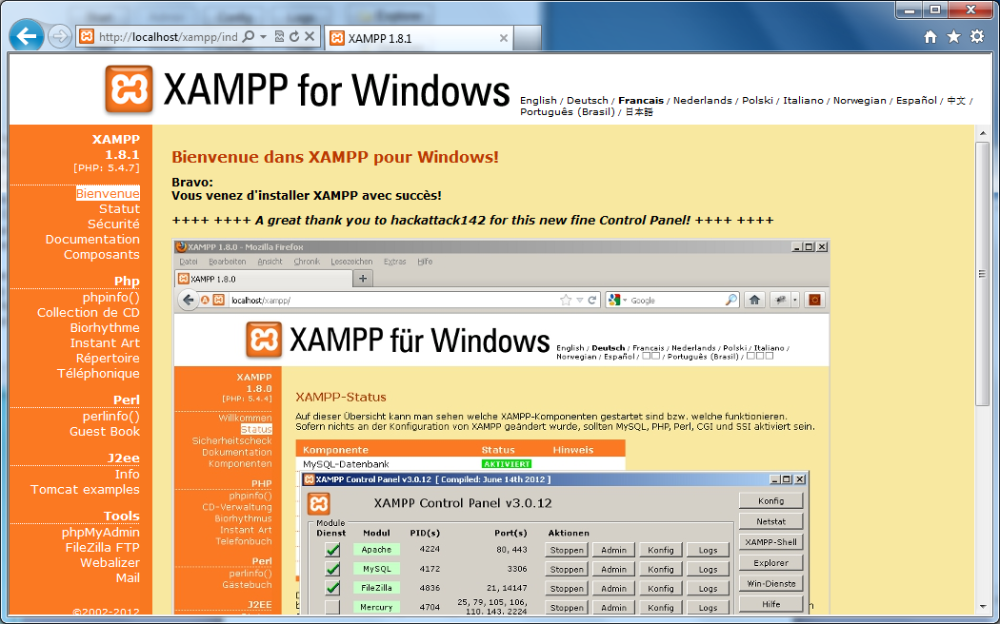 http://localhost/xampp/ind
XAMPP 1.8.1
XAMPP for Windows
English / Deutsch / Francais / Nederlands / Polski / Italiano / Norwegian / Español / 中文 /
Português (Brasil) / 日本語
XAMPP
1.8.1
[PHP: 5.4.7]
Bienvenue
Statut
Sécurité
Documentation
Composants
Php
phpinfo()
Collection de CD
Biorhythme
Instant Art
Répertoire
Téléphonique
Perl
perlinfo()
Guest Book
J2ee
Info
Tomcat examples
Tools
phpMyAdmin
FileZilla FTP
Webalizer
Mail
©2002-2012
Bienvenue dans XAMPP pour Windows!
Bravo:
Vous venez d'installer XAMPP avec succès!
++++ ++++ A great thank you to hackattack142 for this new fine Control Panel! ++++ ++++
XAMPP 1.8.0 - Mozilla Firefox
Datei Bearbeiten Ansicht Chronik Lesezeichen Extras Hilfe
XAMPP 1.8.0
localhost/xampp/
Google
XAMPP für Windows
English / Deutsch / Francais / Nederlands / Polski / Italiano /
Norwegian / Español / □□ / Português (Brasil) / □□□
XAMPP
1.8.0
[PHP: 5.4.4]
Willkommen
Status
Sicherheitscheck
Dokumentation
Komponenten
PHP
phpinfo()
CD-Verwaltung
Biorhythmus
Instant Art
Telefonbuch
Perl
perlinfo()
Gästebuch
J2EE
XAMPP-Status
Auf dieser Übersicht kann man sehen welche XAMPP-Komponenten gestartet sind bzw. welche funktionieren.
Sofern nichts an der Konfiguration von XAMPP geändert wurde, sollten MySQL, PHP, Perl, CGI und SSI aktiviert sein.
Komponente Status Hinweis
MySQL-Datenbank AKTIVIERT
XAMPP Control Panel v3.0.12 [ Compiled: June 14th 2012 ]
XAMPP Control Panel v3.0.12
Konfig
Netstat
XAMPP-Shell
Explorer
Win-Dienste
Hilfe
Module
Dienst Modul PID(s) Port(s) Aktionen
Apache 4224 80, 443 Stoppen Admin Konfig Logs
MySQL 4172 3306 Stoppen Admin Konfig Logs
FileZilla 4836 21, 14147 Stoppen Admin Konfig Logs
Mercury 4704 25, 79, 105, 106, Stoppen Admin Konfig Logs
110, 143, 2224